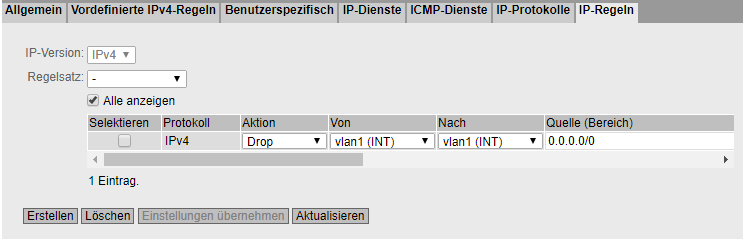 Allgemein Vordefinierte IPv4-Regeln Benutzerspezifisch IP-Dienste ICMP-Dienste IP-Protokolle IP-Regeln
IP-Version: IPv4
Regelsatz: -
Alle anzeigen
Selektieren Protokoll Aktion Von Nach Quelle (Bereich)
IPv4 Drop vlan1 (INT) vlan1 (INT) 0.0.0.0/0
1 Eintrag.
Erstellen Löschen Einstellungen übernehmen Aktualisieren